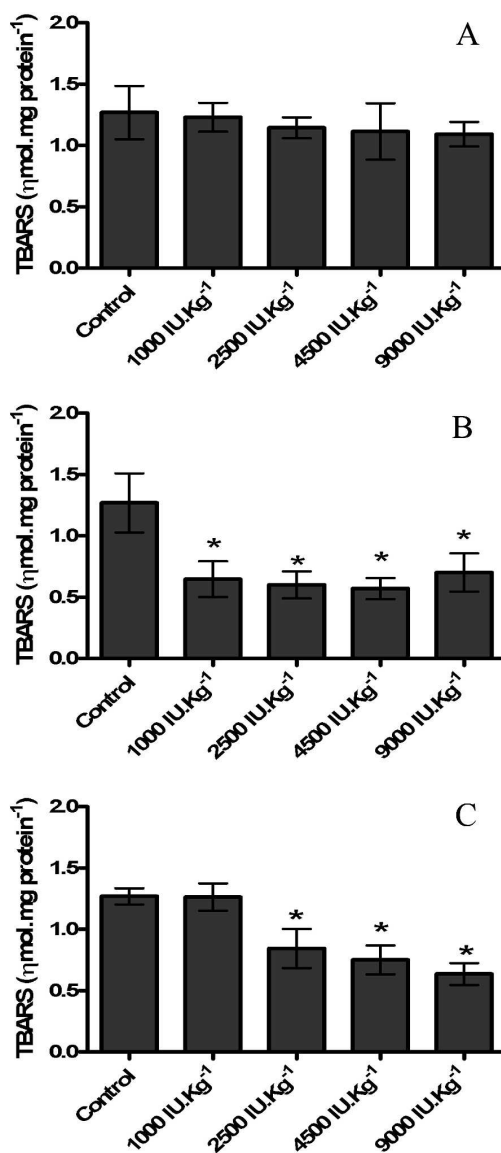 A
TBARS (ηmol.mg protein⁻¹)
2.0
1.5
1.0
0.5
0.0
Control
1000 IU.Kg⁻¹
2500 IU.Kg⁻¹
4500 IU.Kg⁻¹
9000 IU.Kg⁻¹
B
TBARS (ηmol.mg protein⁻¹)
2.0
1.5
1.0
0.5
0.0
* * * *
Control
1000 IU.Kg⁻¹
2500 IU.Kg⁻¹
4500 IU.Kg⁻¹
9000 IU.Kg⁻¹
C
TBARS (ηmol.mg protein⁻¹)
2.0
1.5
1.0
0.5
0.0
* * *
Control
1000 IU.Kg⁻¹
2500 IU.Kg⁻¹
4500 IU.Kg⁻¹
9000 IU.Kg⁻¹